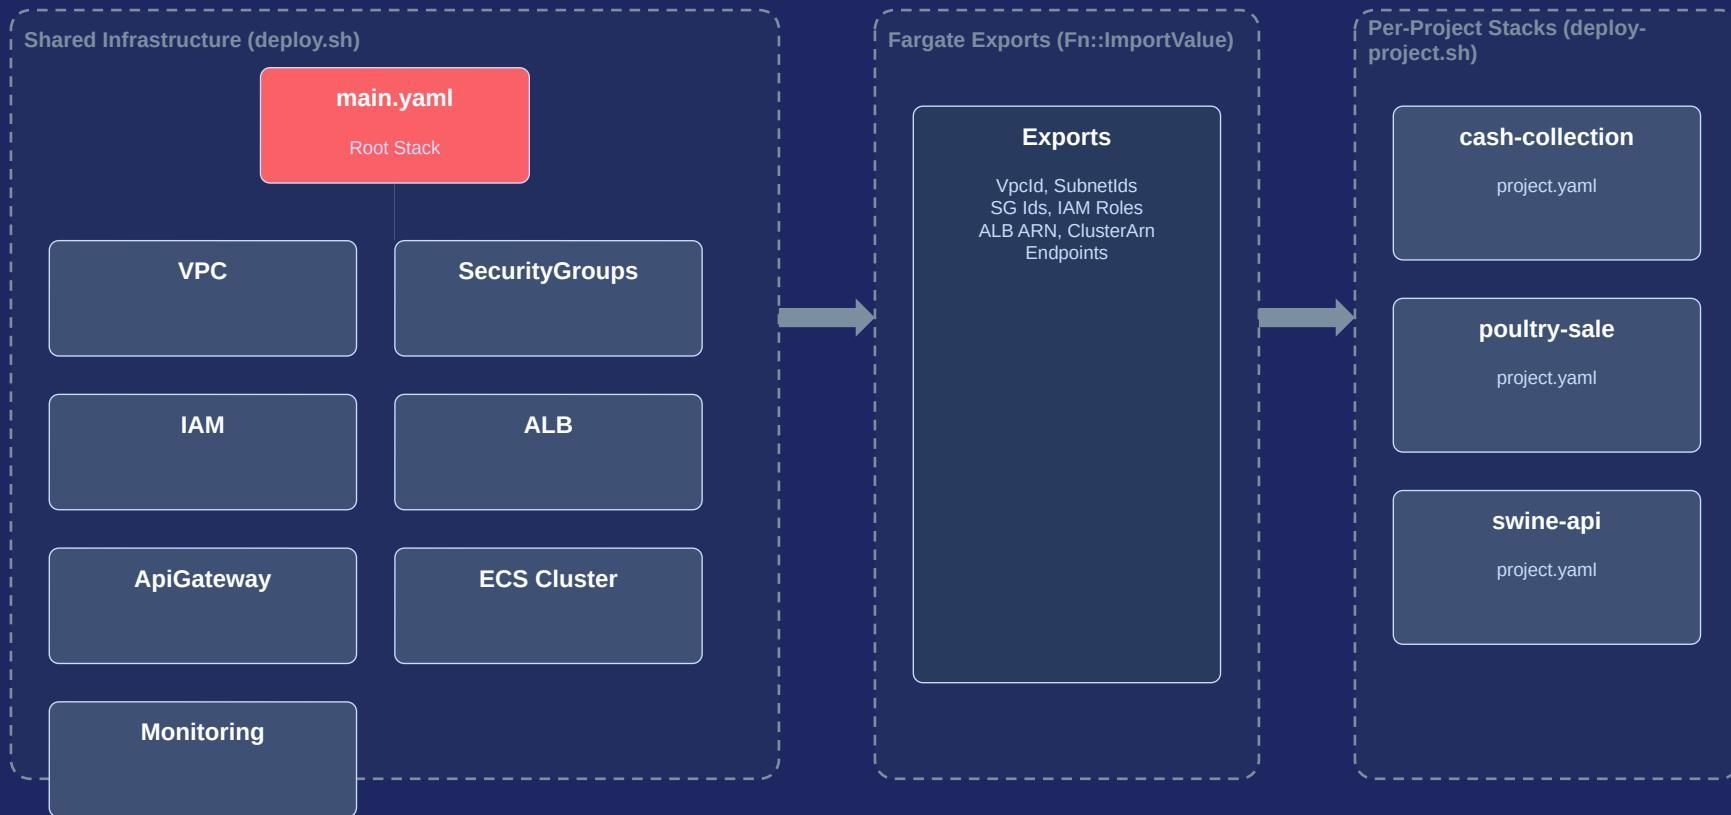 Shared Infrastructure (deploy.sh)
main.yaml
Root Stack
VPC
SecurityGroups
IAM
ALB
ApiGateway
ECS Cluster
Monitoring
Fargate Exports (Fn::ImportValue)
Exports
VpcId, SubnetIds
SG Ids, IAM Roles
ALB ARN, ClusterArn
Endpoints
Per-Project Stacks (deploy-
project.sh)
cash-collection
project.yaml
poultry-sale
project.yaml
swine-api
project.yaml